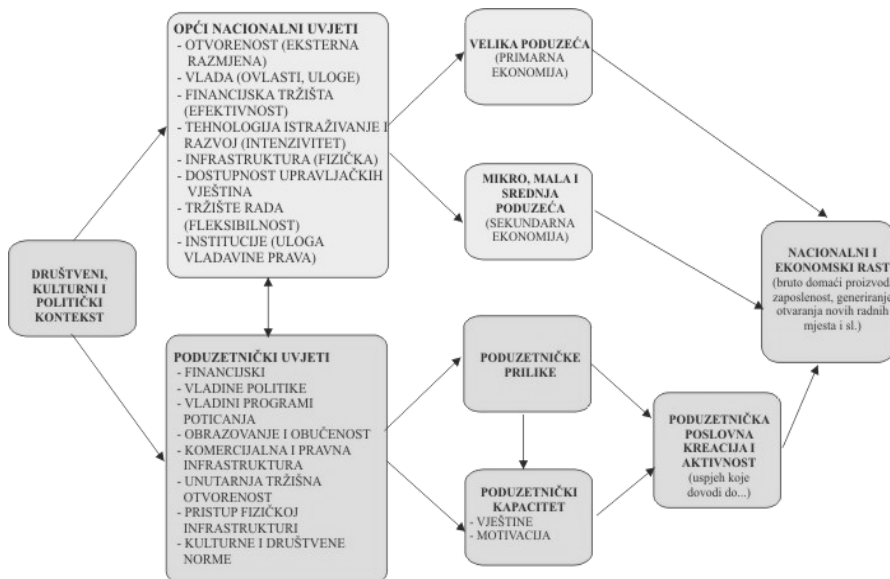 DRUŠTVENI,
KULTURNI I
POLITIČKI
KONTEKST
OPĆI NACIONALNI UVJETI
- OTVORENOST (EKSTERNA
RAZMJENA)
- VLADA (OVLASTI, ULOGE)
- FINANCIJSKA TRŽIŠTA
(EFEKTIVNOST)
- TEHNOLOGIJA ISTRAŽIVANJE I
RAZVOJ (INTENZIVITET)
- INFRASTRUKTURA (FIZIČKA)
- DOSTUPNOST UPRAVLJAČKIH
VJEŠTINA
- TRŽIŠTE RADA
(FLEKSIBILNOST)
- INSTITUCIJE (ULOGA
VLADAVINE PRAVA)
PODUZETNIČKI UVJETI
- FINANCIJSKI
- VLADINE POLITIKE
- VLADINI PROGRAMI
POTICANJA
- OBRAZOVANJE I OBUČENOST
- KOMERCIJALNA I PRAVNA
INFRASTRUKTURA
- UNUTARNJA TRŽIŠNA
OTVORENOST
- PRISTUP FIZIČKOJ
INFRASTRUKTURI
- KULTURNE I DRUŠTVENE
NORME
VELIKA PODUZEĆA
(PRIMARNA
EKONOMIJA)
MIKRO, MALA I
SREDNJA
PODUZEĆA
(SEKUNDARNA
EKONOMIJA)
PODUZETNIČKE
PRILIKE
PODUZETNIČKI
KAPACITET
- VJEŠTINE
- MOTIVACIJA
PODUZETNIČKA
POSLOVNA
KREACIJA I
AKTIVNOST
(uspjeh koje
dovodi do...)
NACIONALNI I
EKONOMSKI RAST
(bruto domaći proizvod,
zaposlenost, generiranje
otvaranja novih radnih
mjesta i sl.)